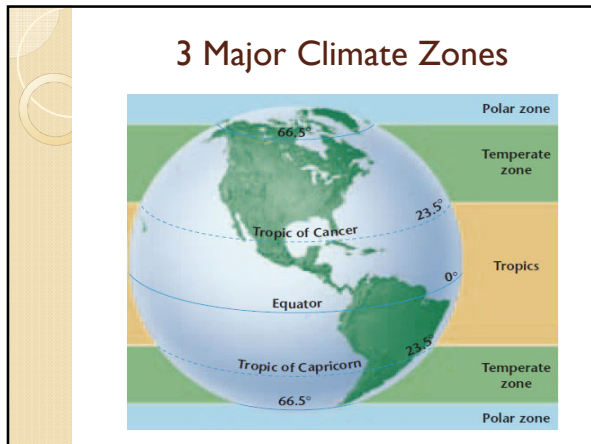 3 Major Climate Zones
Polar zone
66.5°
Temperate
zone
23.5°
Tropic of Cancer
Tropics
0°
Equator
23.5°
Tropic of Capricorn
Temperate
zone
66.5°
Polar zone